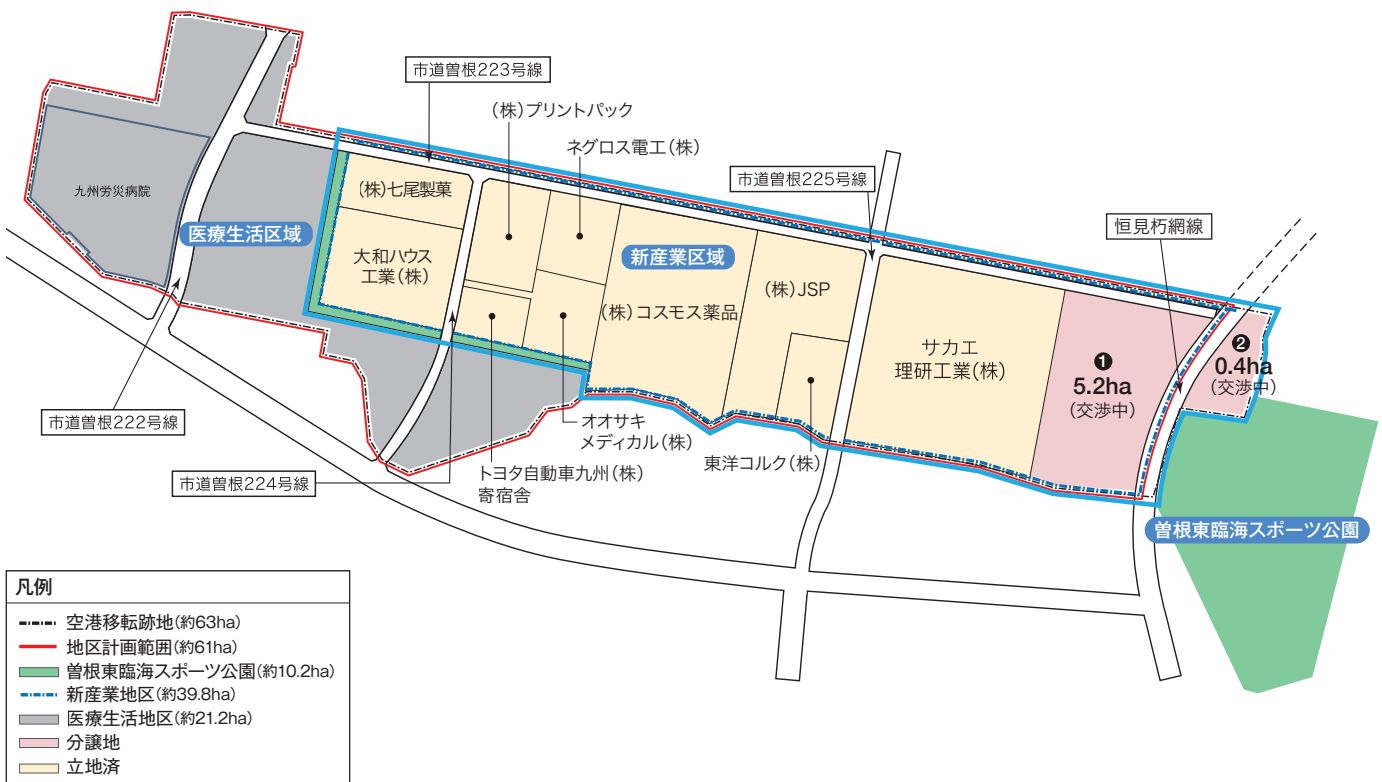 市道曽根223号線
(株)プリントパック
ネグロス電工(株)
市道曽根225号線
恒見朽網線
九州労災病院
医療生活区域
(株)七尾製菓
大和ハウス
工業(株)
新産業区域
(株)コスモス薬品
(株)JSP
サカエ
理研工業(株)
❶
5.2ha
(交渉中)
❷
0.4ha
(交渉中)
市道曽根222号線
市道曽根224号線
トヨタ自動車九州(株)
寄宿舎
オオサキ
メディカル(株)
東洋コルク(株)
曽根東臨海スポーツ公園
凡例
空港移転跡地(約63ha)
地区計画範囲(約61ha)
曽根東臨海スポーツ公園(約10.2ha)
新産業地区(約39.8ha)
医療生活地区(約21.2ha)
分譲地
立地済